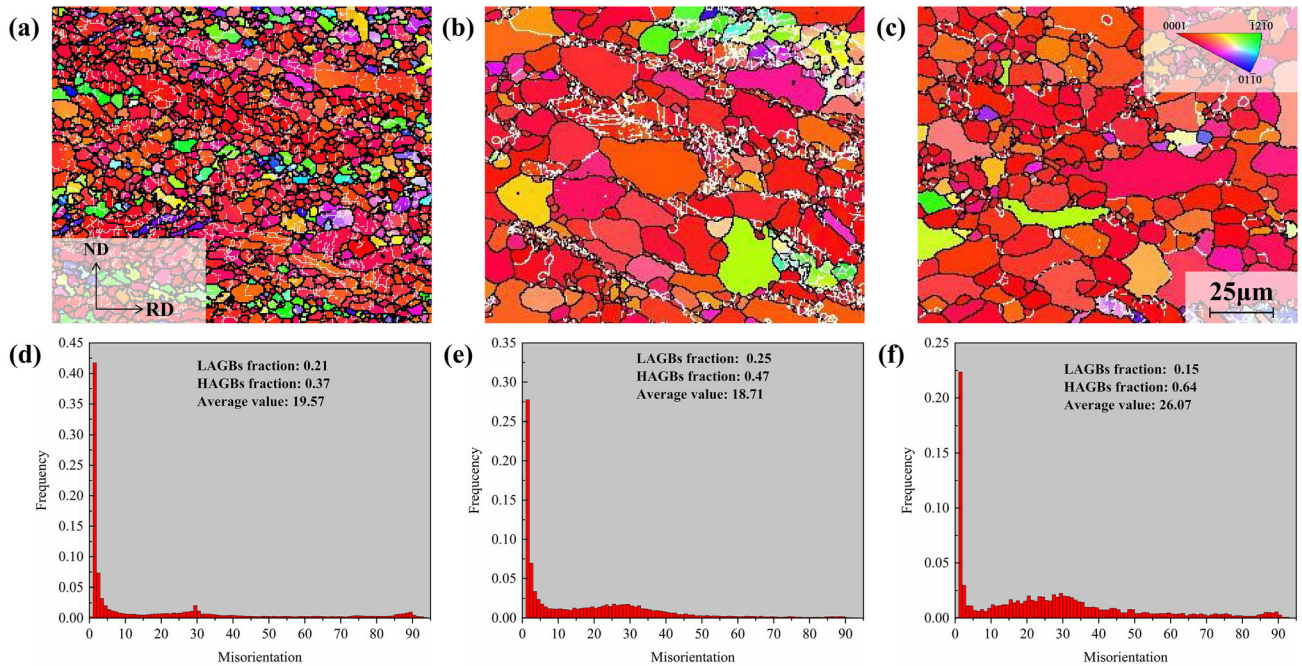 (a)
(b)
(c)
0001
1̄21̄0
011̄0
ND
RD
25μm
(d)
LAGBs fraction: 0.21
HAGBs fraction: 0.37
Average value: 19.57
0.45
0.40
0.35
0.30
0.25
0.20
0.15
0.10
0.05
0.00
Frequency
0 10 20 30 40 50 60 70 80 90
Misorientation
(e)
LAGBs fraction: 0.25
HAGBs fraction: 0.47
Average value: 18.71
0.35
0.30
0.25
0.20
0.15
0.10
0.05
0.00
Frequcency
0 10 20 30 40 50 60 70 80 90
Misorientation
(f)
LAGBs fraction: 0.15
HAGBs fraction: 0.64
Average value: 26.07
0.25
0.20
0.15
0.10
0.05
0.00
Frequency
0 10 20 30 40 50 60 70 80 90
Misorientation